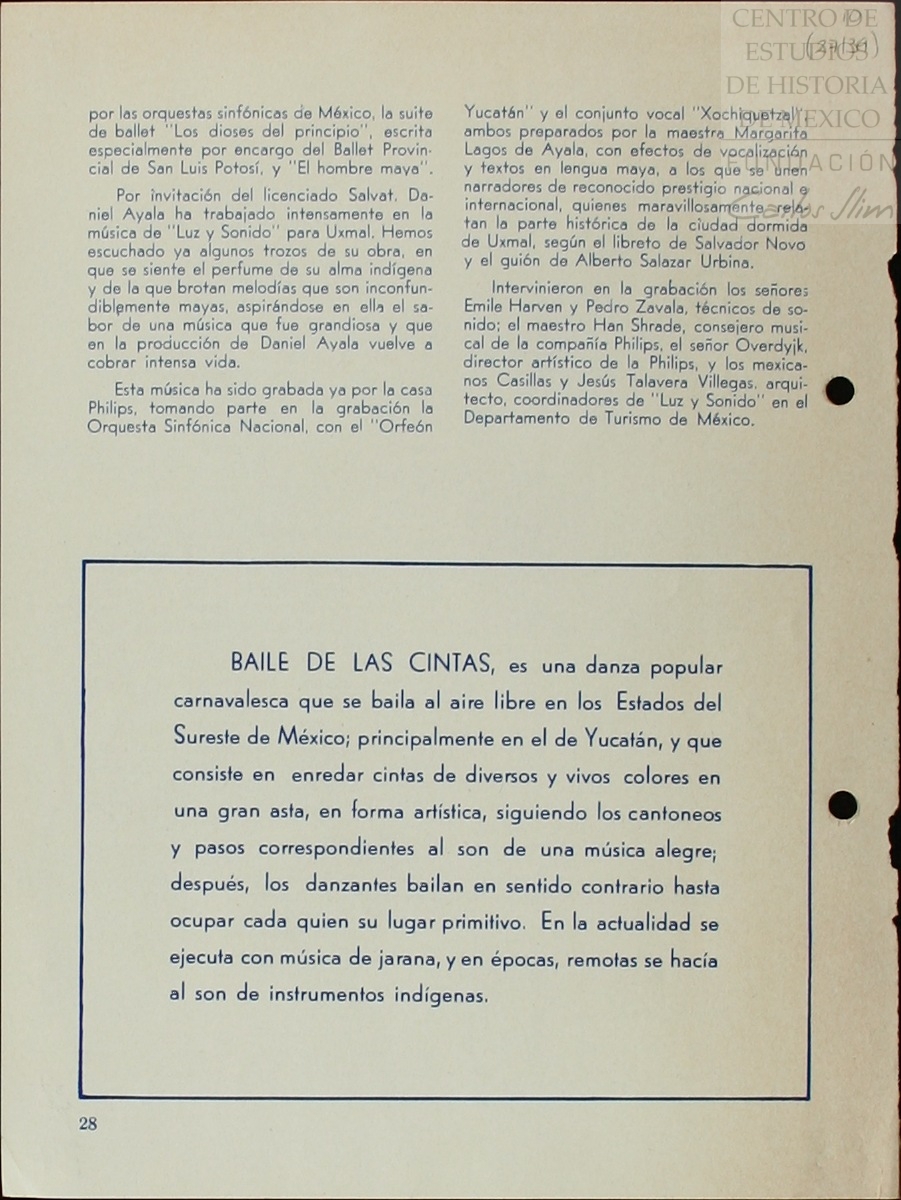 CENTRO DE
ESTUDIOS
DE HISTORIA
DE MEXICO
FUNDACIÓN
Carlos Slim
por las orquestas sinfónicas de México, la suite
de ballet "Los dioses del principio", escrita
especialmente por encargo del Ballet Provin-
cial de San Luis Potosí, y "El hombre maya".
Por invitación del licenciado Salvat, Da-
niel Ayala ha trabajado intensamente en la
música de "Luz y Sonido" para Uxmal. Hemos
escuchado ya algunos trozos de su obra, en
que se siente el perfume de su alma indígena
y de la que brotan melodías que son inconfun-
diblemente mayas, aspirándose en ella el sa-
bor de una música que fue grandiosa y que
en la producción de Daniel Ayala vuelve a
cobrar intensa vida.
Esta música ha sido grabada ya por la casa
Philips, tomando parte en la grabación la
Orquesta Sinfónica Nacional, con el "Orfeón
Yucatán" y el conjunto vocal "Xochiquetzal",
ambos preparados por la maestra Margarita
Lagos de Ayala, con efectos de vocalización
y textos en lengua maya, a los que se unen
narradores de reconocido prestigio nacional e
internacional, quienes maravillosamente rela-
tan la parte histórica de la ciudad dormida
de Uxmal, según el libreto de Salvador Novo
y el guión de Alberto Salazar Urbina.
Intervinieron en la grabación los señores
Emile Harven y Pedro Zavala, técnicos de so-
nido; el maestro Han Shrade, consejero musi-
cal de la compañía Philips, el señor Overdyjk,
director artístico de la Philips, y los mexica-
nos Casillas y Jesús Talavera Villegas, arqui-
tecto, coordinadores de "Luz y Sonido" en el
Departamento de Turismo de México.
BAILE DE LAS CINTAS, es una danza popular
carnavalesca que se baila al aire libre en los Estados del
Sureste de México; principalmente en el de Yucatán, y que
consiste en enredar cintas de diversos y vivos colores en
una gran asta, en forma artística, siguiendo los cantoneos
y pasos correspondientes al son de una música alegre;
después, los danzantes bailan en sentido contrario hasta
ocupar cada quien su lugar primitivo. En la actualidad se
ejecuta con música de jarana, y en épocas, remotas se hacía
al son de instrumentos indígenas.
28